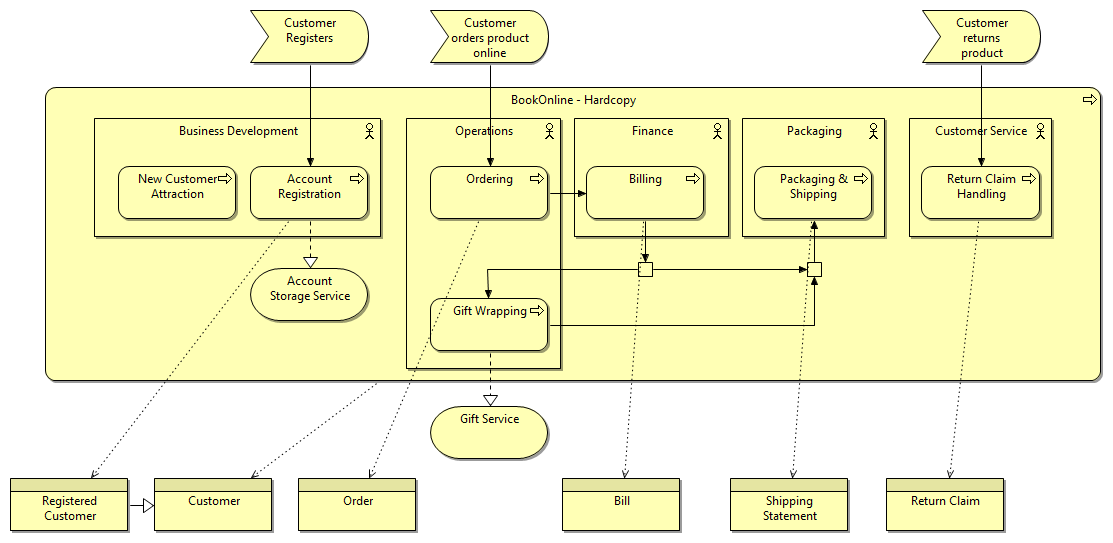 Customer
Registers
Customer
orders product
online
Customer
returns
product
BookOnline - Hardcopy
Business Development
Operations
Finance
Packaging
Customer Service
New Customer
Attraction
Account
Registration
Ordering
Billing
Packaging &
Shipping
Return Claim
Handling
Account
Storage Service
Gift Wrapping
Gift Service
Registered
Customer
Customer
Order
Bill
Shipping
Statement
Return Claim